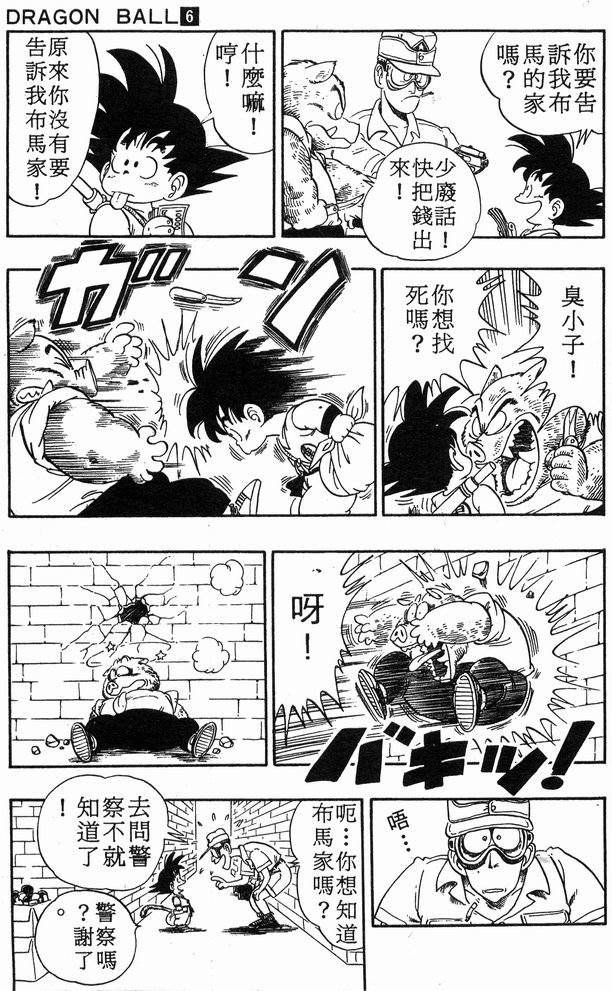 DRAGON BALL 6
你要告
訴我布
馬的家
嗎？
少廢話！
快把錢出
來！
什麼嘛！
哼！
原來你沒有要
告訴我布馬家！
臭小子！
你想找
死嗎？
ガン
呀！
バキッ！
唔…
呃…你想知道
布馬家嗎？
去問警
察不就
知道了
！
警察嗎
？謝了
。